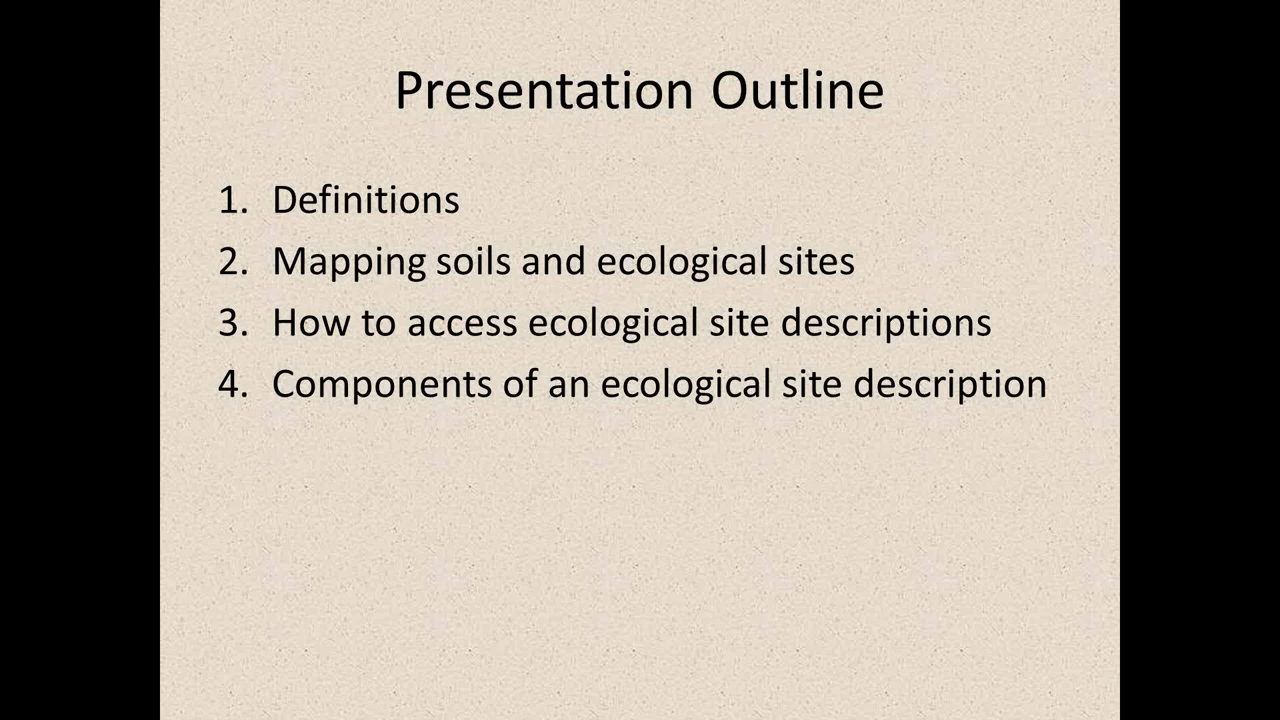 Presentation Outline
1. Definitions
2. Mapping soils and ecological sites
3. How to access ecological site descriptions
4. Components of an ecological site description